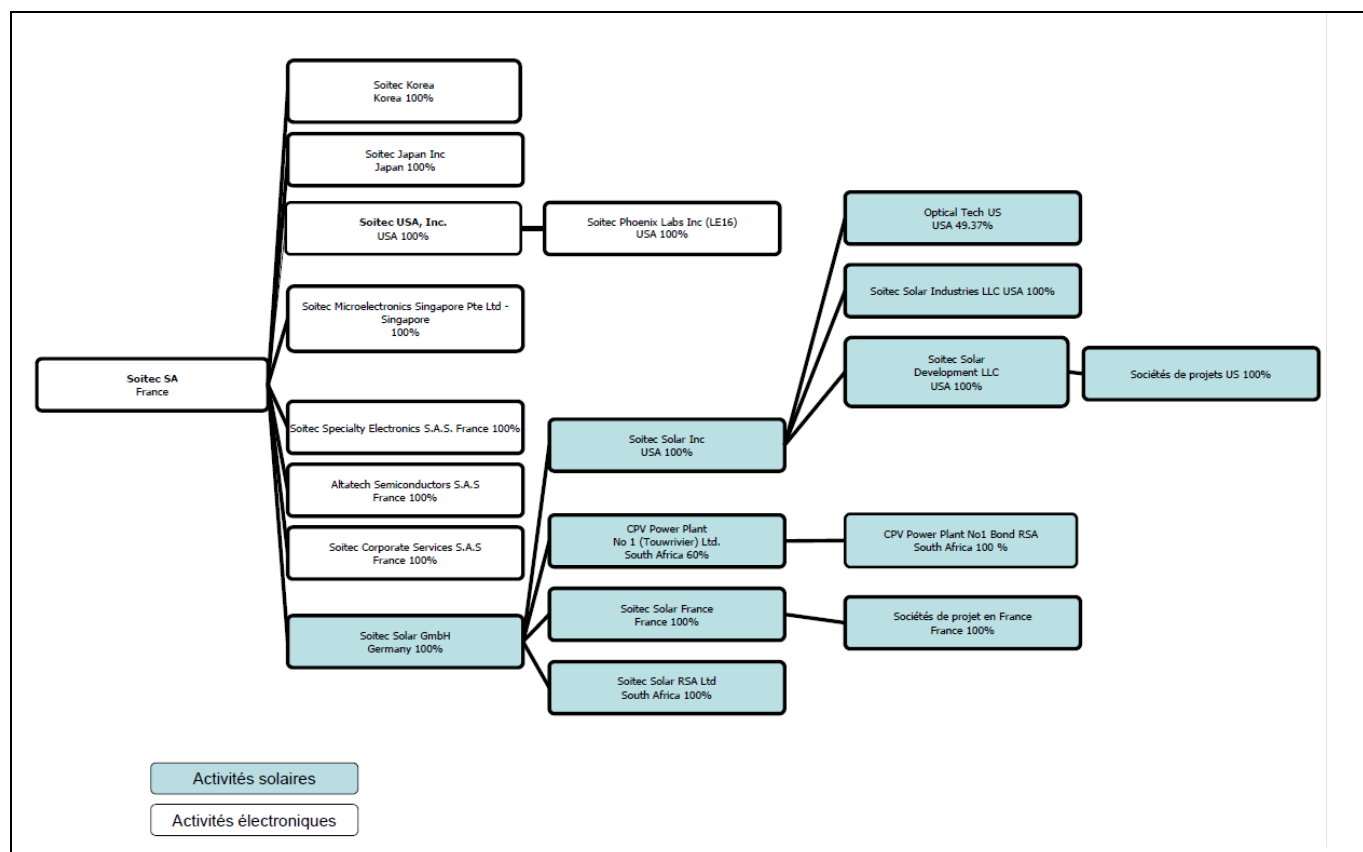 Soitec Korea
Korea 100%
Soitec Japan Inc
Japan 100%
Soitec USA, Inc.
USA 100%
Soitec Phoenix Labs Inc (LE16)
USA 100%
Optical Tech US
USA 49.37%
Soitec Solar Industries LLC USA 100%
Soitec Microelectronics Singapore Pte Ltd -
Singapore
100%
Soitec SA
France
Soitec Solar
Development LLC
USA 100%
Sociétés de projets US 100%
Soitec Specialty Electronics S.A.S. France 100%
Soitec Solar Inc
USA 100%
Altatech Semiconductors S.A.S
France 100%
Soitec Corporate Services S.A.S
France 100%
CPV Power Plant
No 1 (Touwrivier) Ltd.
South Africa 60%
CPV Power Plant No1 Bond RSA
South Africa 100 %
Soitec Solar GmbH
Germany 100%
Soitec Solar France
France 100%
Sociétés de projet en France
France 100%
Soitec Solar RSA Ltd
South Africa 100%
Activités solaires
Activités électroniques